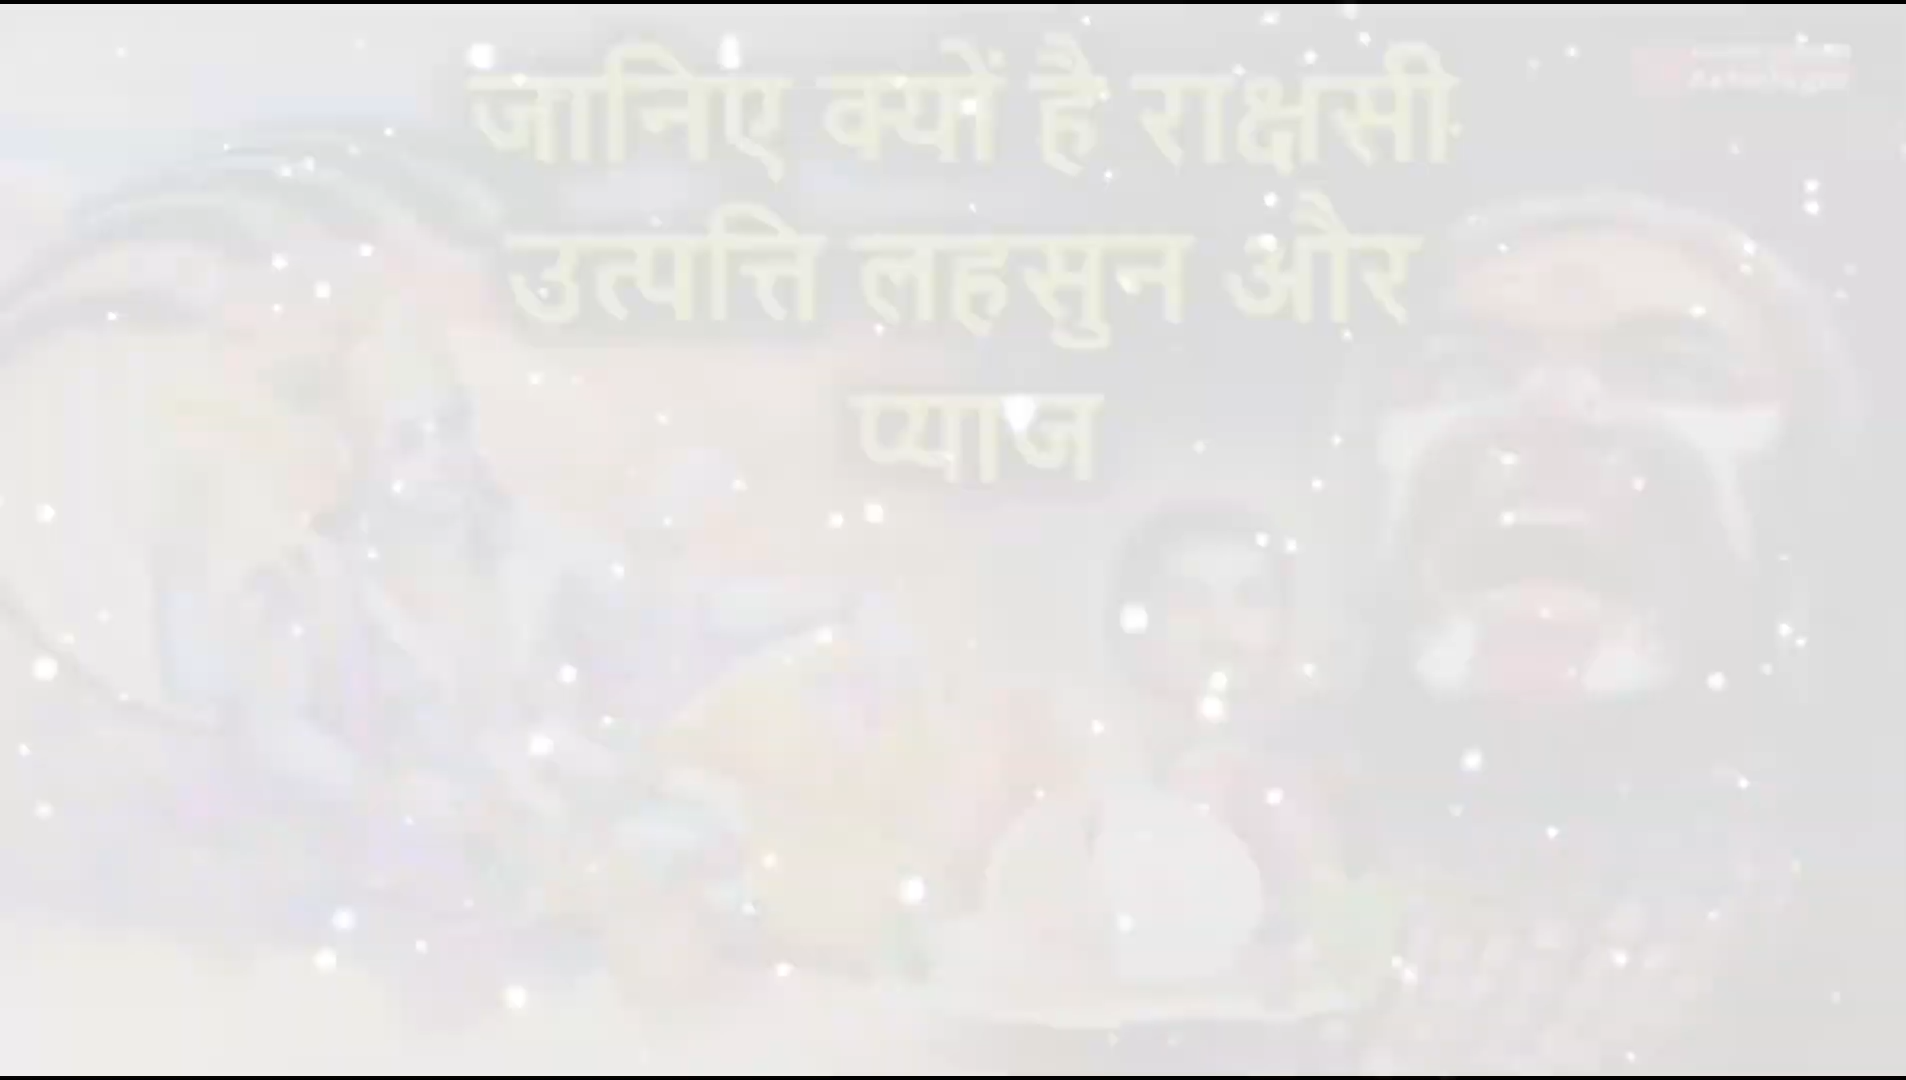 जानिए क्यों है राक्षसी
उत्पत्ति लहसुन और
प्याज